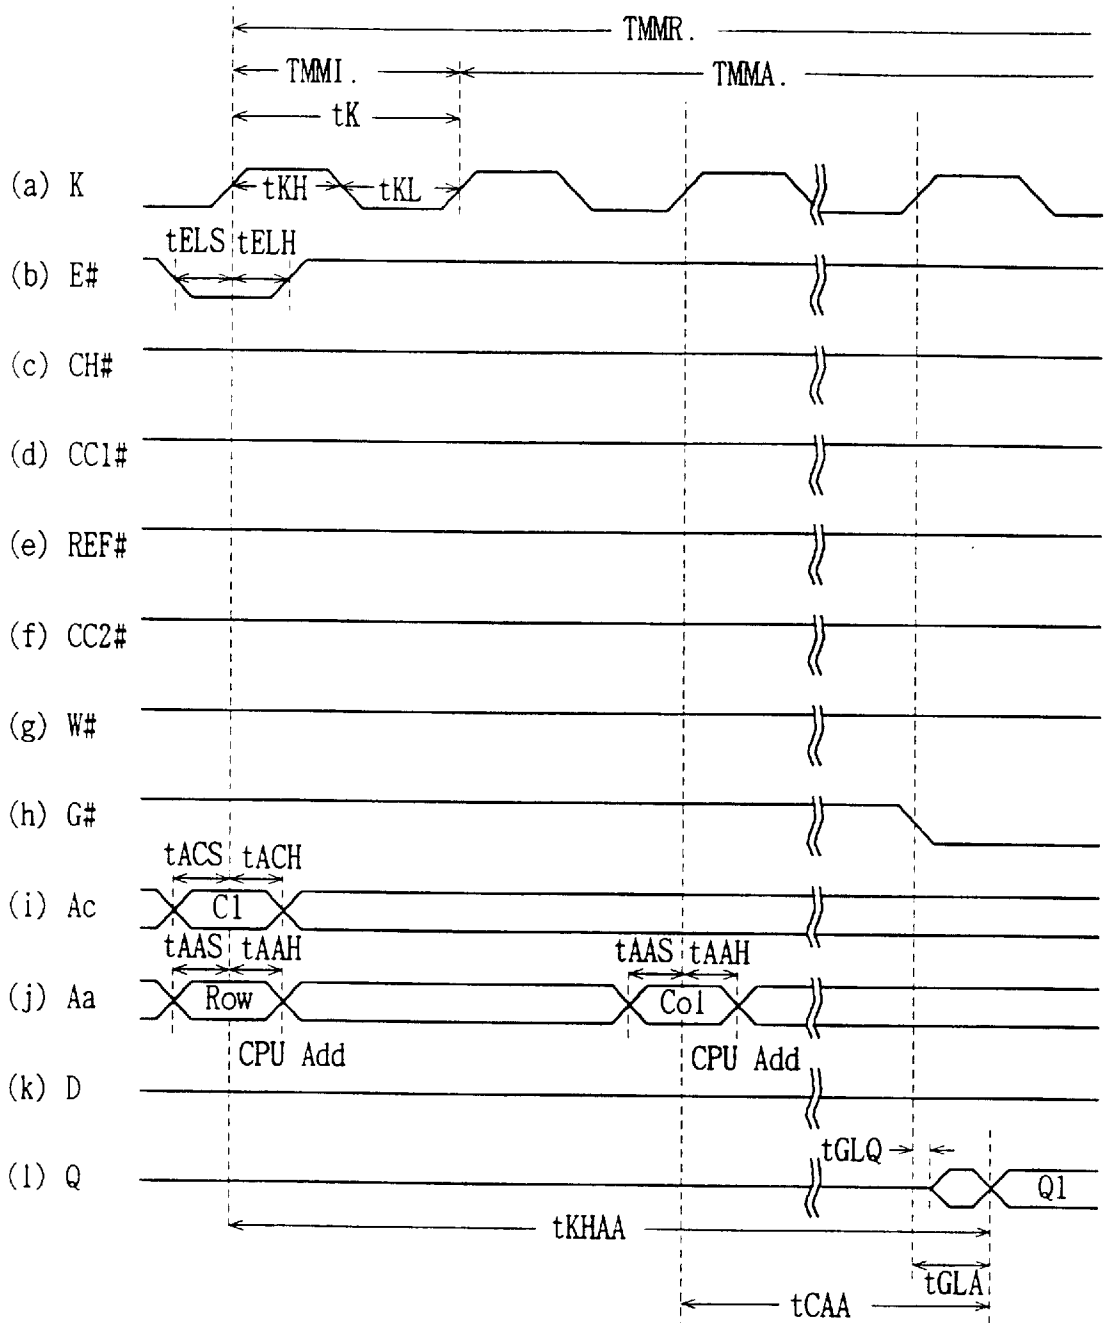 TMMR.
TMMI. TMMA.
tK
(a) K tKH tKL
tELS tELH
(b) E#
(c) CH#
(d) CC1#
(e) REF#
(f) CC2#
(g) W#
(h) G#
tACS tACH
(i) Ac C1
tAAS tAAH tAAS tAAH
(j) Aa Row Col
CPU Add CPU Add
(k) D
tGLQ
(l) Q Q1
tKHAA
tGLA
tCAA